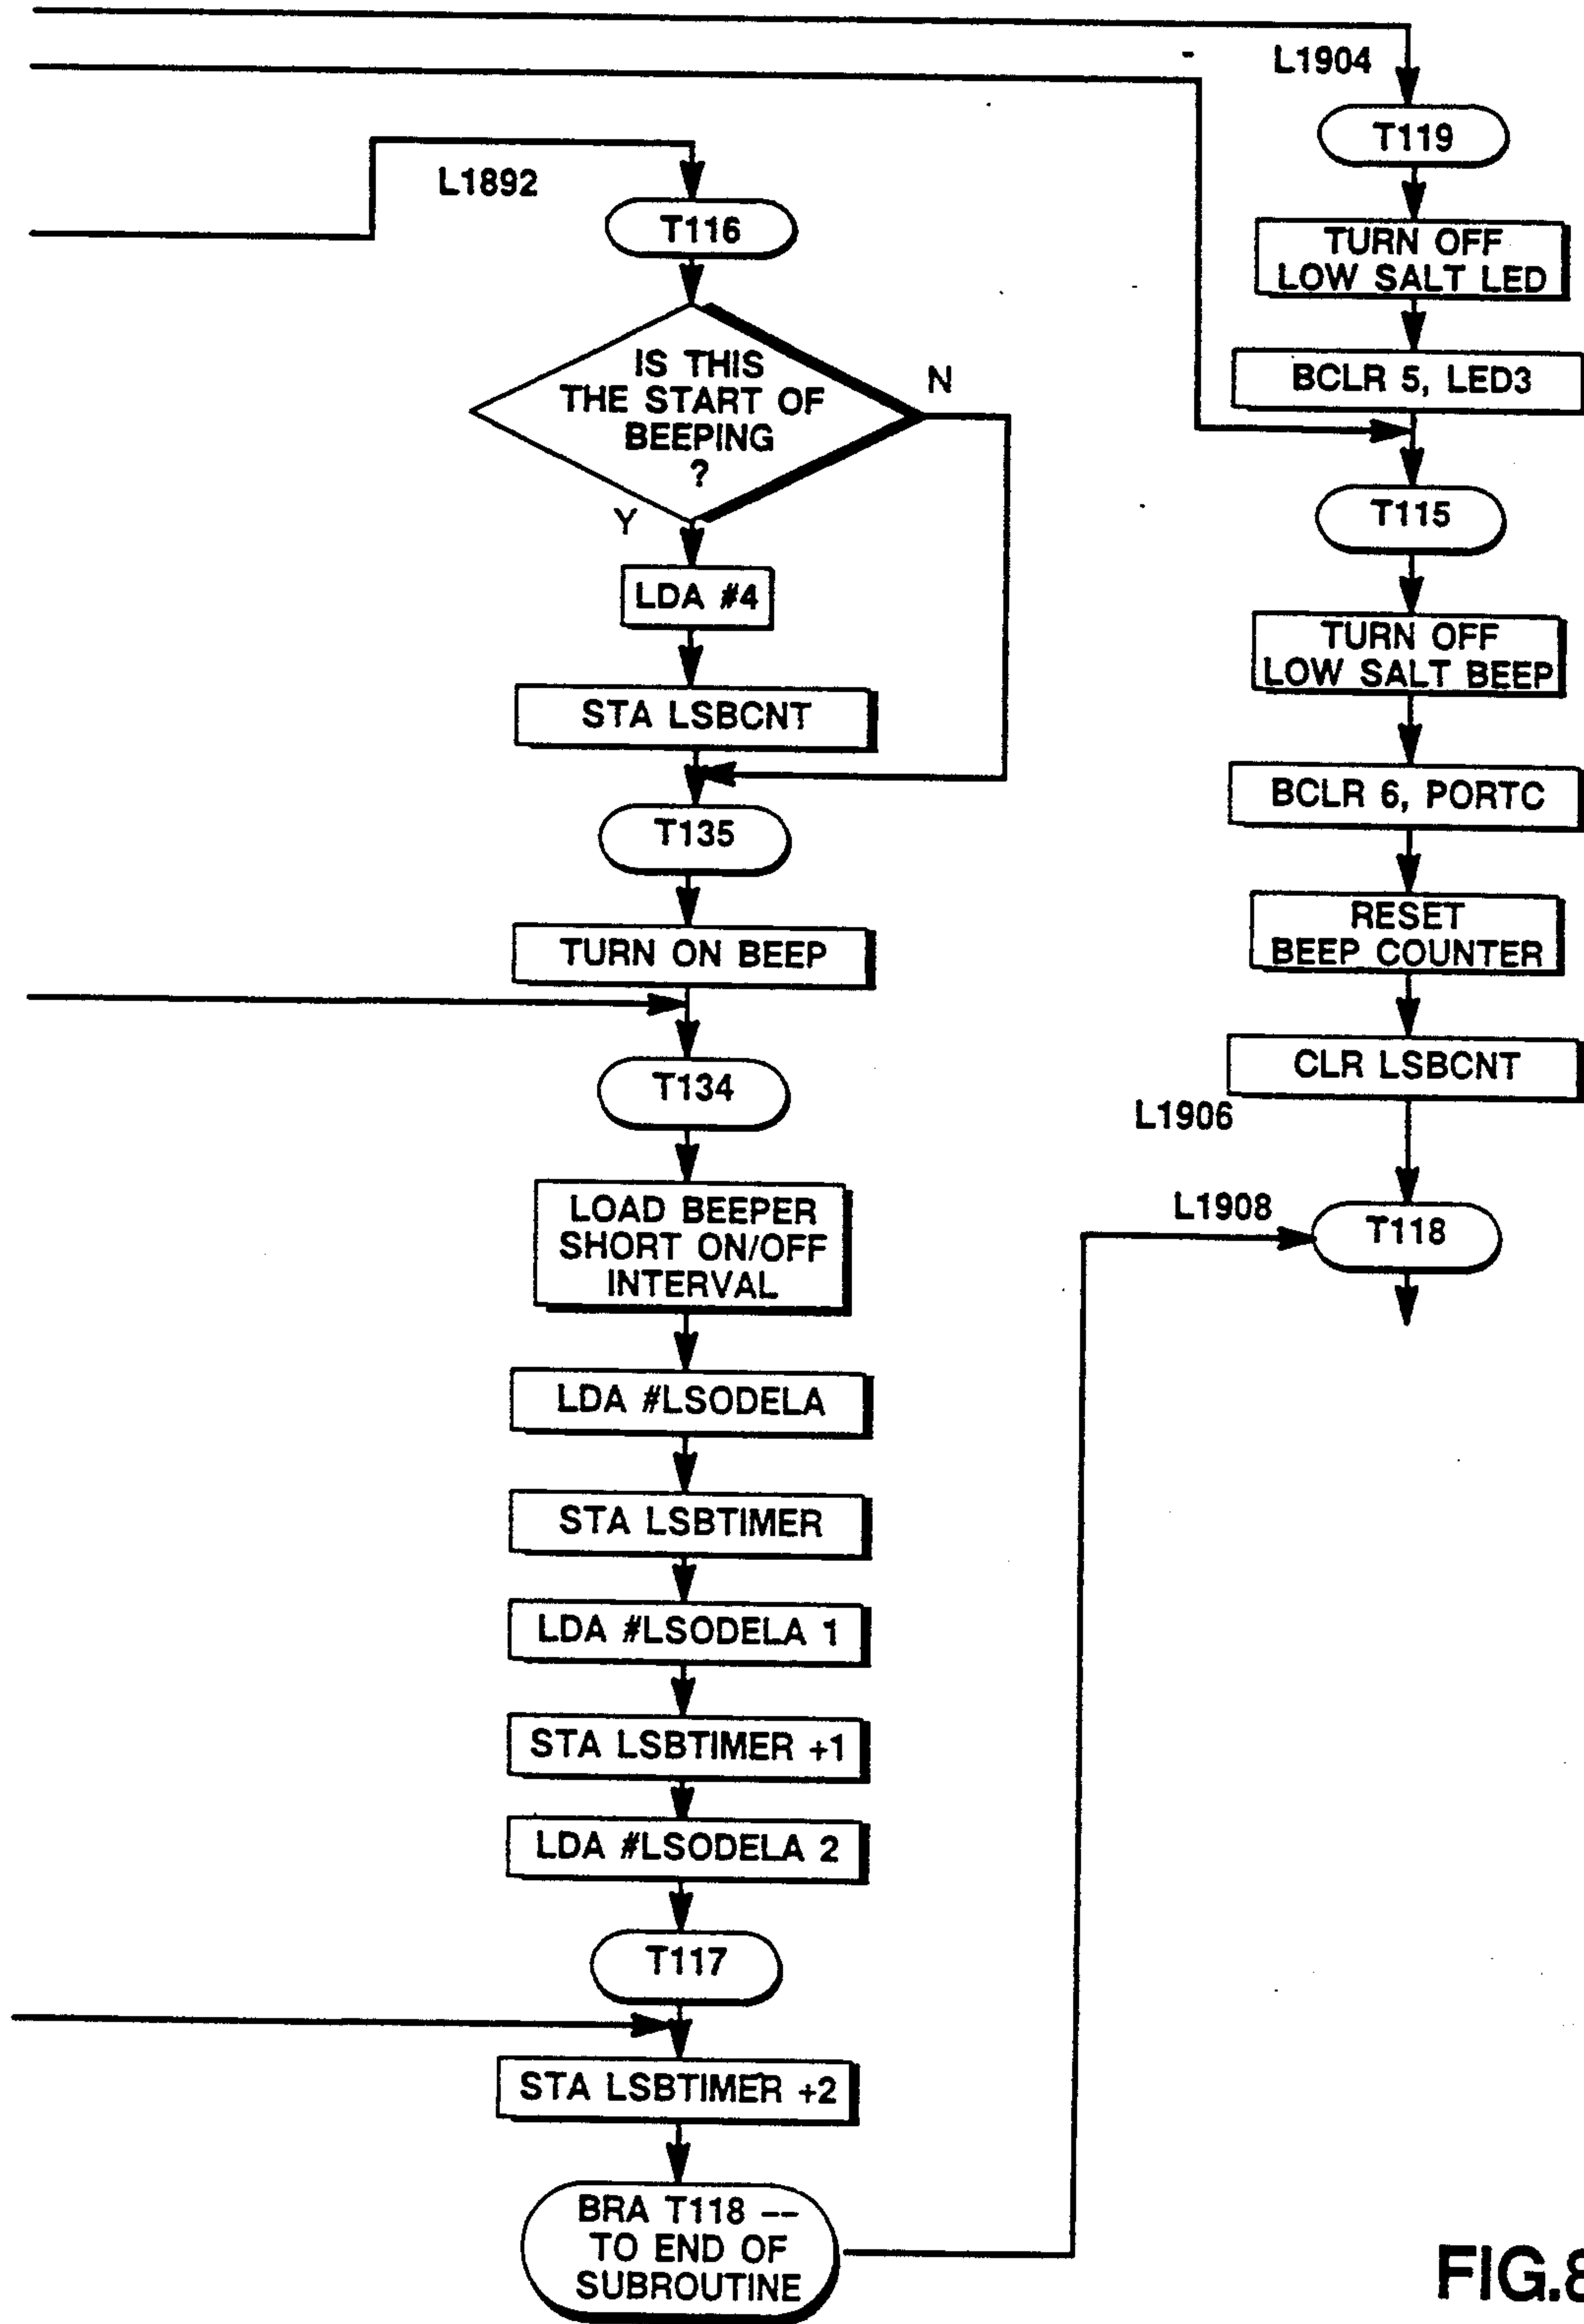 L1904
T119
TURN OFF
LOW SALT LED
BCLR 5, LED3
T115
TURN OFF
LOW SALT BEEP
BCLR 6, PORTC
RESET
BEEP COUNTER
CLR LSBCNT
L1906
L1908
T118
L1892
T116
IS THIS
THE START OF
BEEPING
?
N
Y
LDA #4
STA LSBCNT
T135
TURN ON BEEP
T134
LOAD BEEPER
SHORT ON/OFF
INTERVAL
LDA #LSODELA
STA LSBTIMER
LDA #LSODELA 1
STA LSBTIMER +1
LDA #LSODELA 2
T117
STA LSBTIMER +2
BRA T118 --
TO END OF
SUBROUTINE
FIG.8